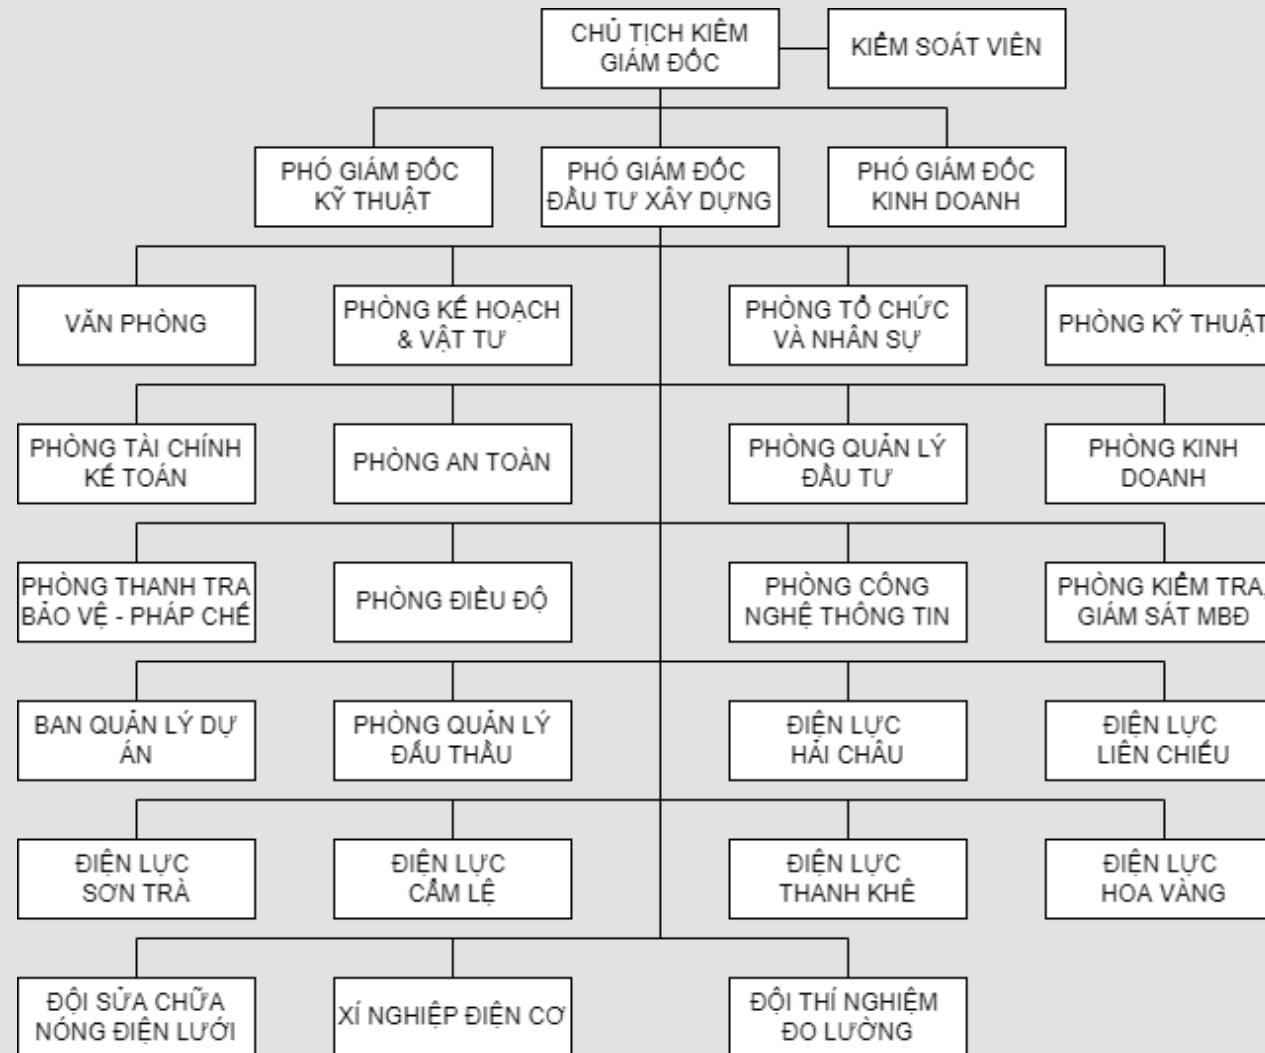 CHỦ TỊCH KIÊM
GIÁM ĐỐC
KIỂM SOÁT VIÊN
PHÓ GIÁM ĐỐC
KỸ THUẬT
PHÓ GIÁM ĐỐC
ĐẦU TƯ XÂY DỰNG
PHÓ GIÁM ĐỐC
KINH DOANH
VĂN PHÒNG
PHÒNG KẾ HOẠCH
& VẬT TƯ
PHÒNG TỔ CHỨC
VÀ NHÂN SỰ
PHÒNG KỸ THUẬT
PHÒNG TÀI CHÍNH
KẾ TOÁN
PHÒNG AN TOÀN
PHÒNG QUẢN LÝ
ĐẦU TƯ
PHÒNG KINH
DOANH
PHÒNG THANH TRA
BẢO VỆ - PHÁP CHẾ
PHÒNG ĐIỀU ĐỘ
PHÒNG CÔNG
NGHỆ THÔNG TIN
PHÒNG KIỂM TRA,
GIÁM SÁT MBĐ
BAN QUẢN LÝ DỰ
ÁN
PHÒNG QUẢN LÝ
ĐẤU THẦU
ĐIỆN LỰC
HẢI CHÂU
ĐIỆN LỰC
LIÊN CHIỂU
ĐIỆN LỰC
SƠN TRÀ
ĐIỆN LỰC
CẨM LỆ
ĐIỆN LỰC
THANH KHÊ
ĐIỆN LỰC
HOA VÀNG
ĐỘI SỬA CHỮA
NÓNG ĐIỆN LƯỚI
XÍ NGHIỆP ĐIỆN CƠ
ĐỘI THÍ NGHIỆM
ĐO LƯỜNG